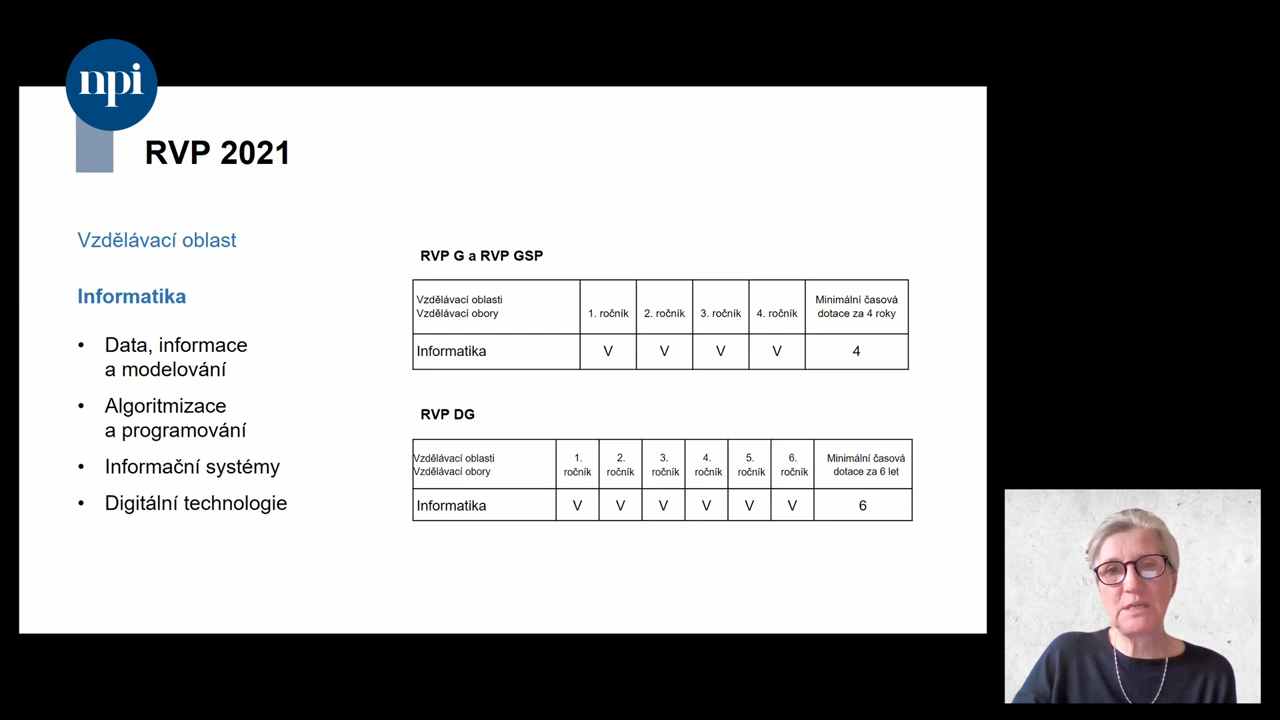 npi
RVP 2021
Vzdělávací oblast
Informatika
• Data, informace
a modelování
• Algoritmizace
a programování
• Informační systémy
• Digitální technologie
RVP G a RVP GSP
Vzdělávací oblasti
Vzdělávací obory
1. ročník
2. ročník
3. ročník
4. ročník
Minimální časová
dotace za 4 roky
Informatika V V V V 4
RVP DG
Vzdělávací oblasti
Vzdělávací obory
1.
ročník
2.
ročník
3.
ročník
4.
ročník
5.
ročník
6.
ročník
Minimální časová
dotace za 6 let
Informatika V V V V V V 6